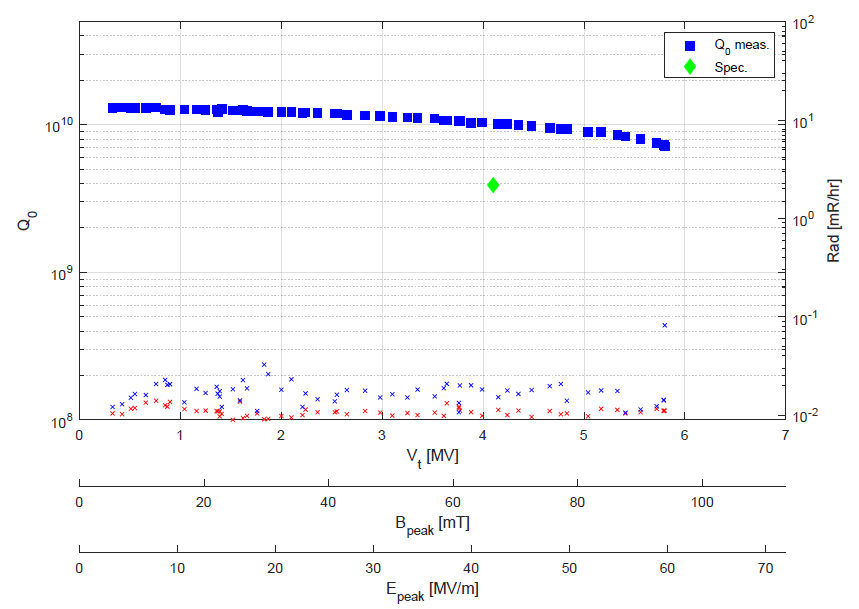 Q0 meas.
Spec.
10^10
10^9
10^8
Q0
10^2
10^1
10^0
10^-1
10^-2
Rad [mR/hr]
0 1 2 3 4 5 6 7
Vt [MV]
0 20 40 60 80 100
Bpeak [mT]
0 10 20 30 40 50 60 70
Epeak [MV/m]